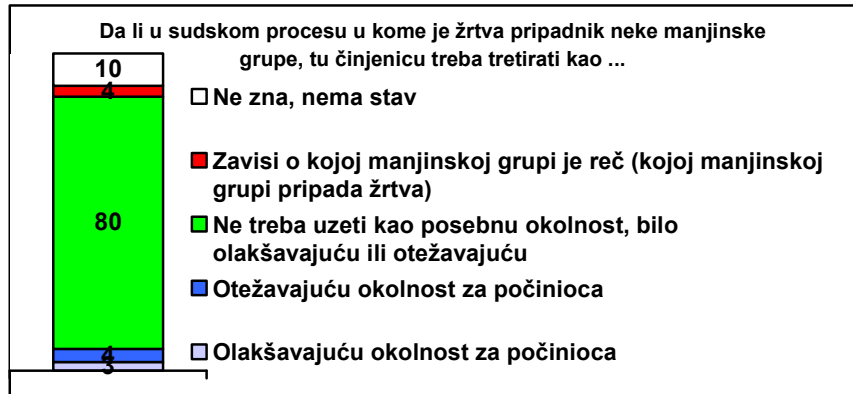 Da li u sudskom procesu u kome je žrtva pripadnik neke manjinske
grupe, tu činjenicu treba tretirati kao ...
10
4
80
4
3
Ne zna, nema stav
Zavisi o kojoj manjinskoj grupi je reč (kojoj manjinskoj
grupi pripada žrtva)
Ne treba uzeti kao posebnu okolnost, bilo
olakšavajuću ili otežavajuću
Otežavajuću okolnost za počinioca
Olakšavajuću okolnost za počinioca